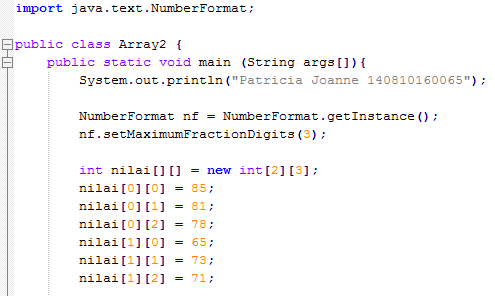 import java.text.NumberFormat;
public class Array2 {
public static void main (String args[]){
System.out.println("Patricia Joanne 140810160065");
NumberFormat nf = NumberFormat.getInstance();
nf.setMaximumFractionDigits(3);
int nilai[][] = new int[2][3];
nilai[0][0] = 85;
nilai[0][1] = 81;
nilai[0][2] = 78;
nilai[1][0] = 65;
nilai[1][1] = 73;
nilai[1][2] = 71;